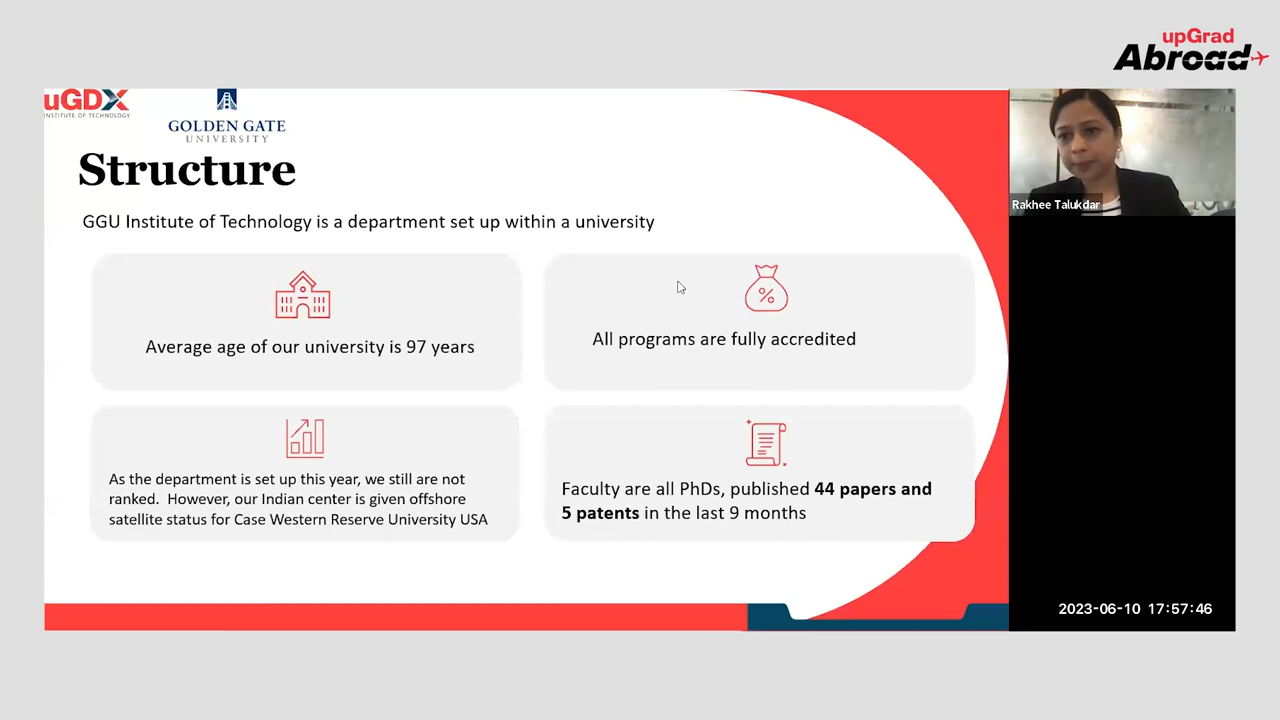 upGrad
Abroad
uGDX
INSTITUTE OF TECHNOLOGY
GOLDEN GATE
UNIVERSITY
Structure
Rakhee Talukdar
GGU Institute of Technology is a department set up within a university
%
Average age of our university is 97 years
All programs are fully accredited
As the department is set up this year, we still are not
ranked. However, our Indian center is given offshore
satellite status for Case Western Reserve University USA
Faculty are all PhDs, published 44 papers and
5 patents in the last 9 months
2023-06-10 17:57:46